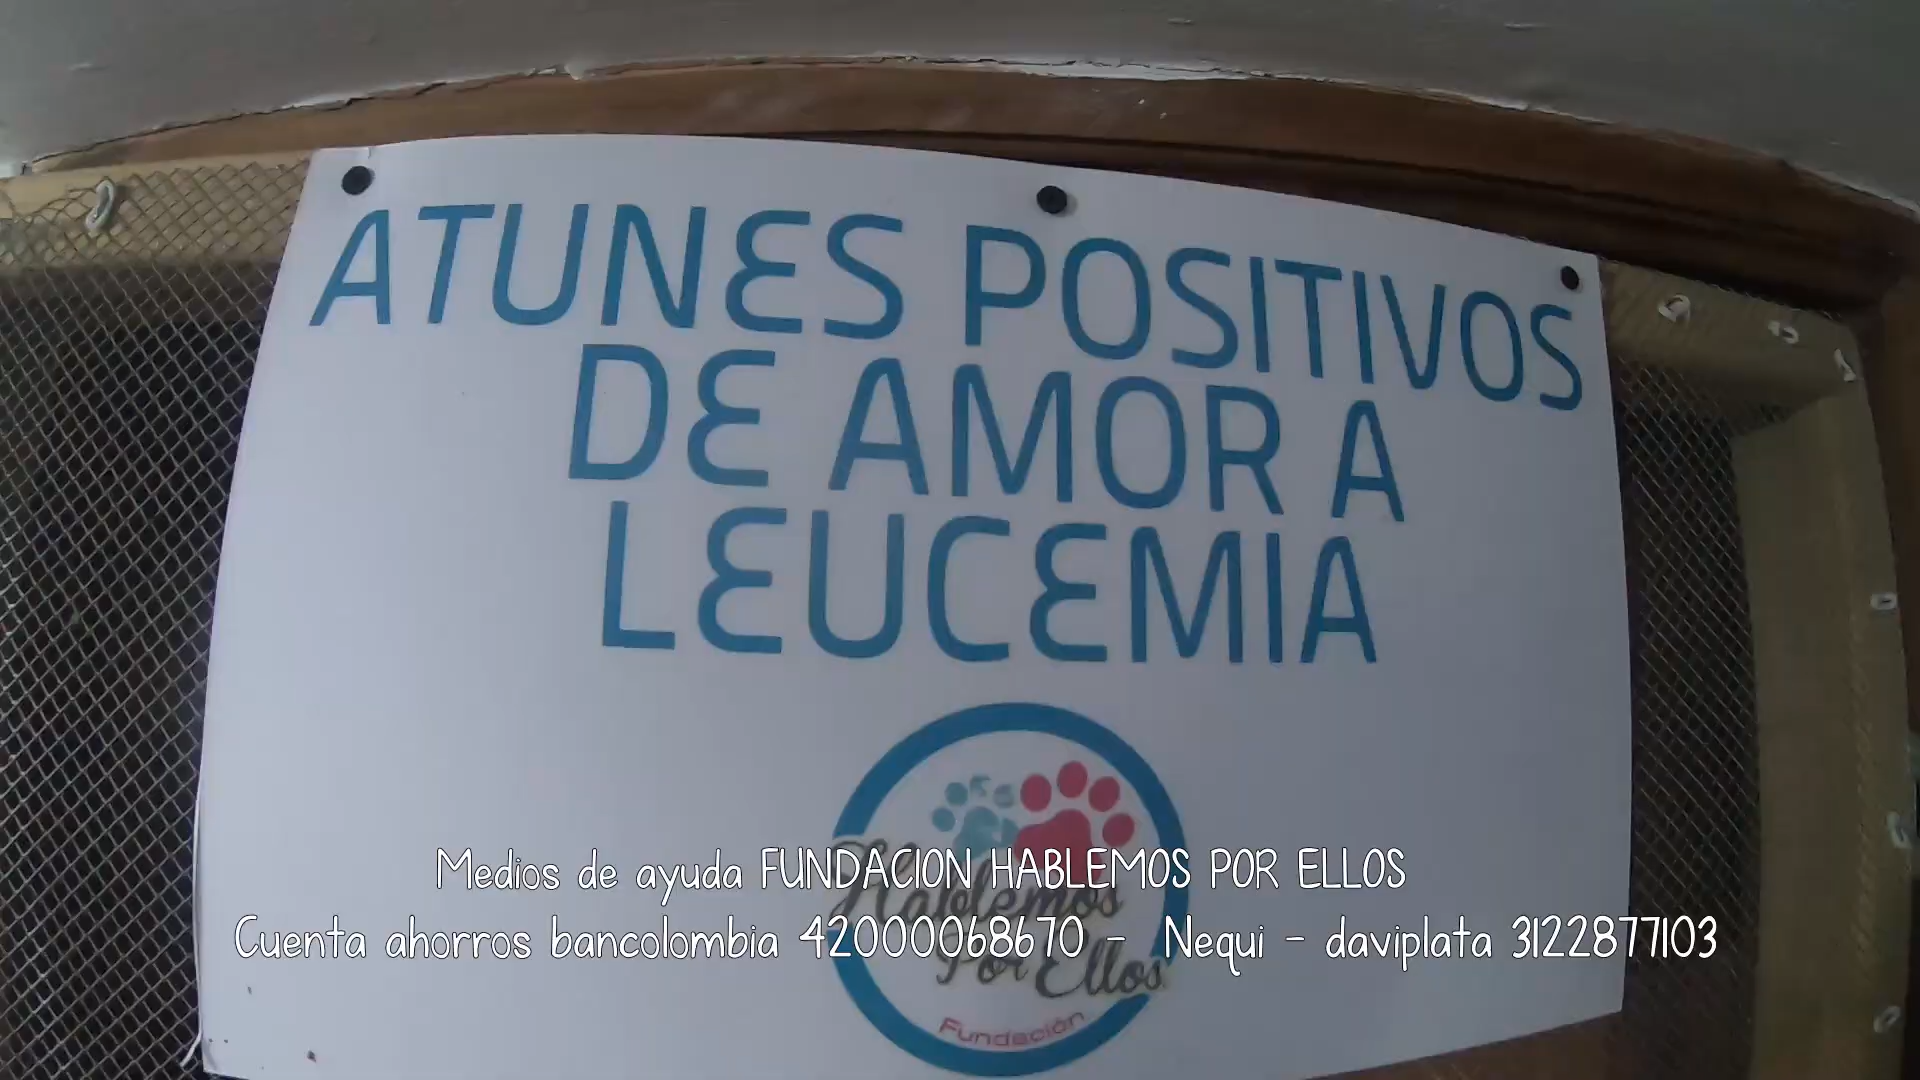 ATUNES POSITIVOS
DE AMOR A
LEUCEMIA
Medios de ayuda FUNDACION HABLEMOS POR ELLOS
Hablemos
Cuenta ahorros bancolombia 42000068670 - Nequi - daviplata 3122877103
Por Ellos
Fundación